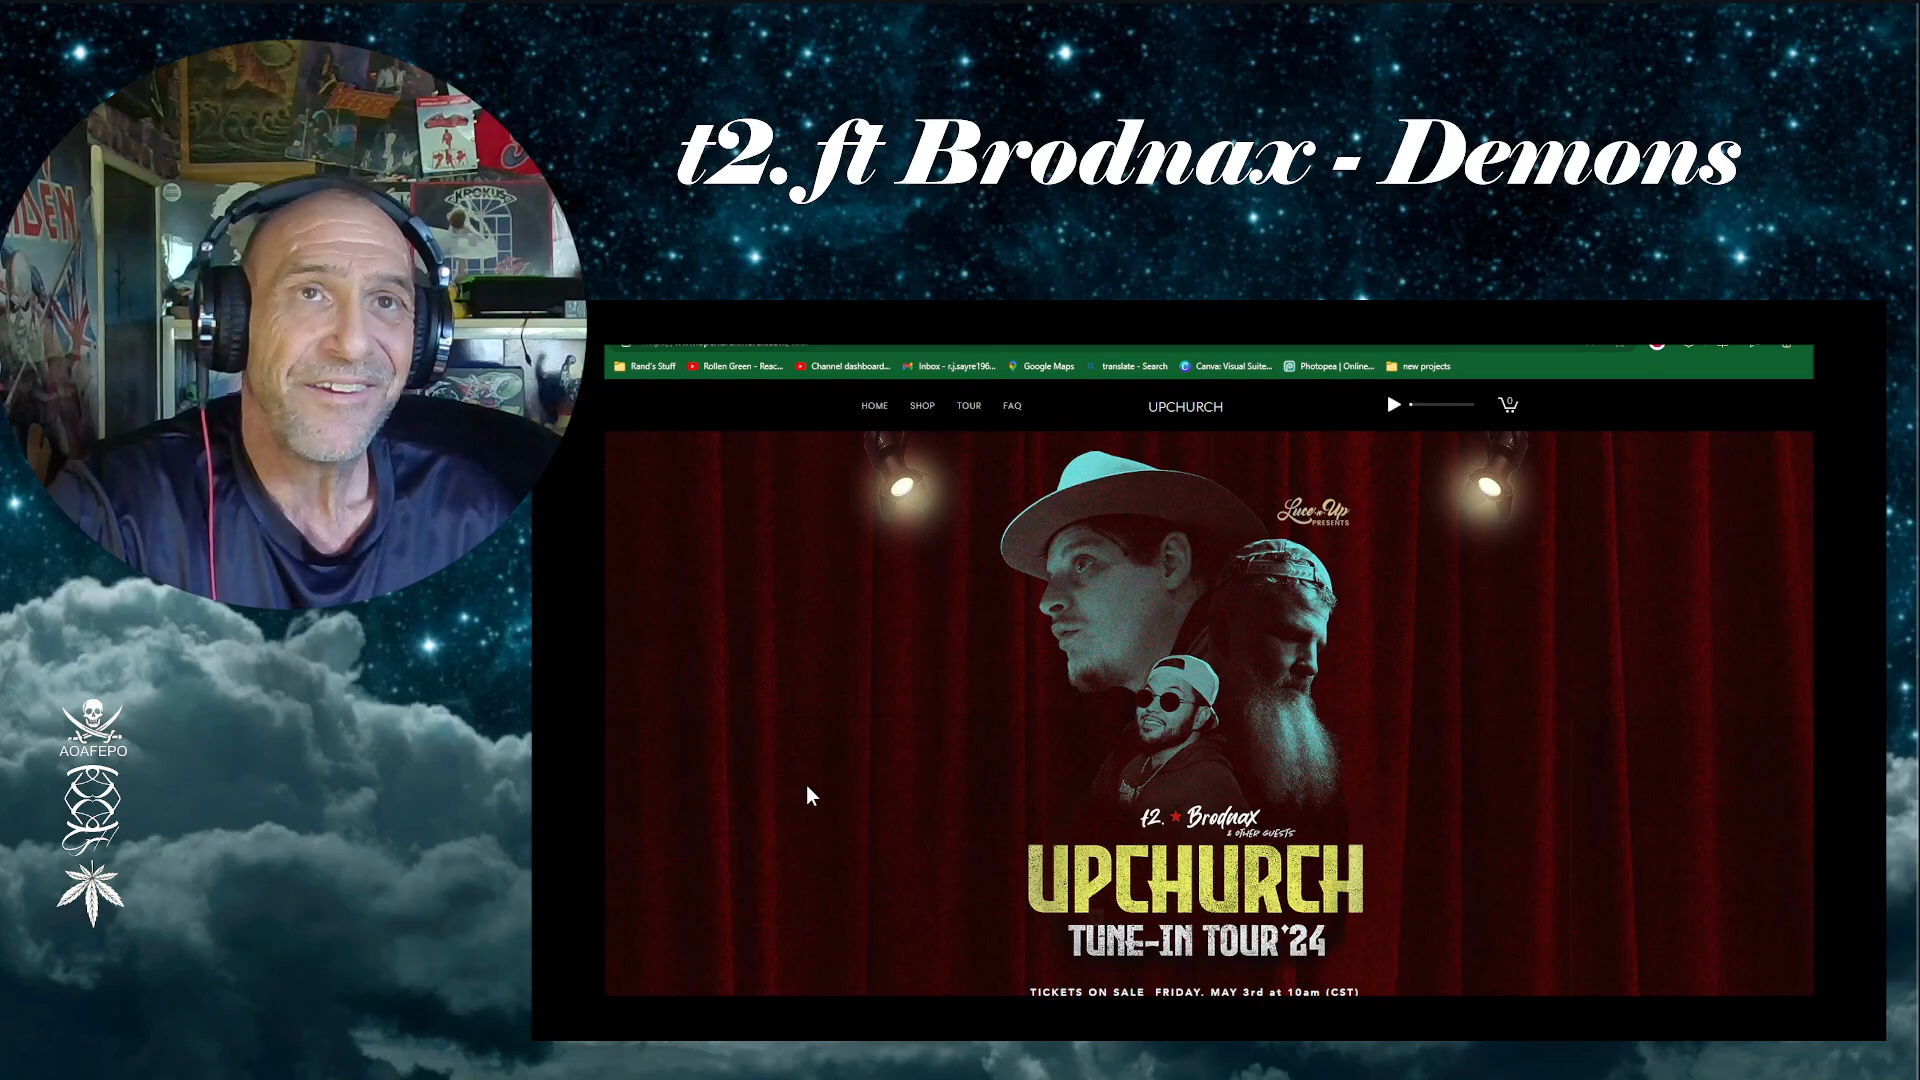 t2. ft Brodnax - Demons
KROKUS
Rand's Stuff
Rollen Green - Reac...
Channel dashboard...
Inbox - r.j.sayre196...
Google Maps
translate - Search
Canva: Visual Suite...
Photopea | Online...
new projects
HOME SHOP TOUR FAQ
UPCHURCH
0
Luce-n-Up
PRESENTS
t2. ★ Brodnax
& OTHER GUESTS
UPCHURCH
TUNE-IN TOUR '24
TICKETS ON SALE FRIDAY, MAY 3rd at 10am (CST)
AOAFEPO